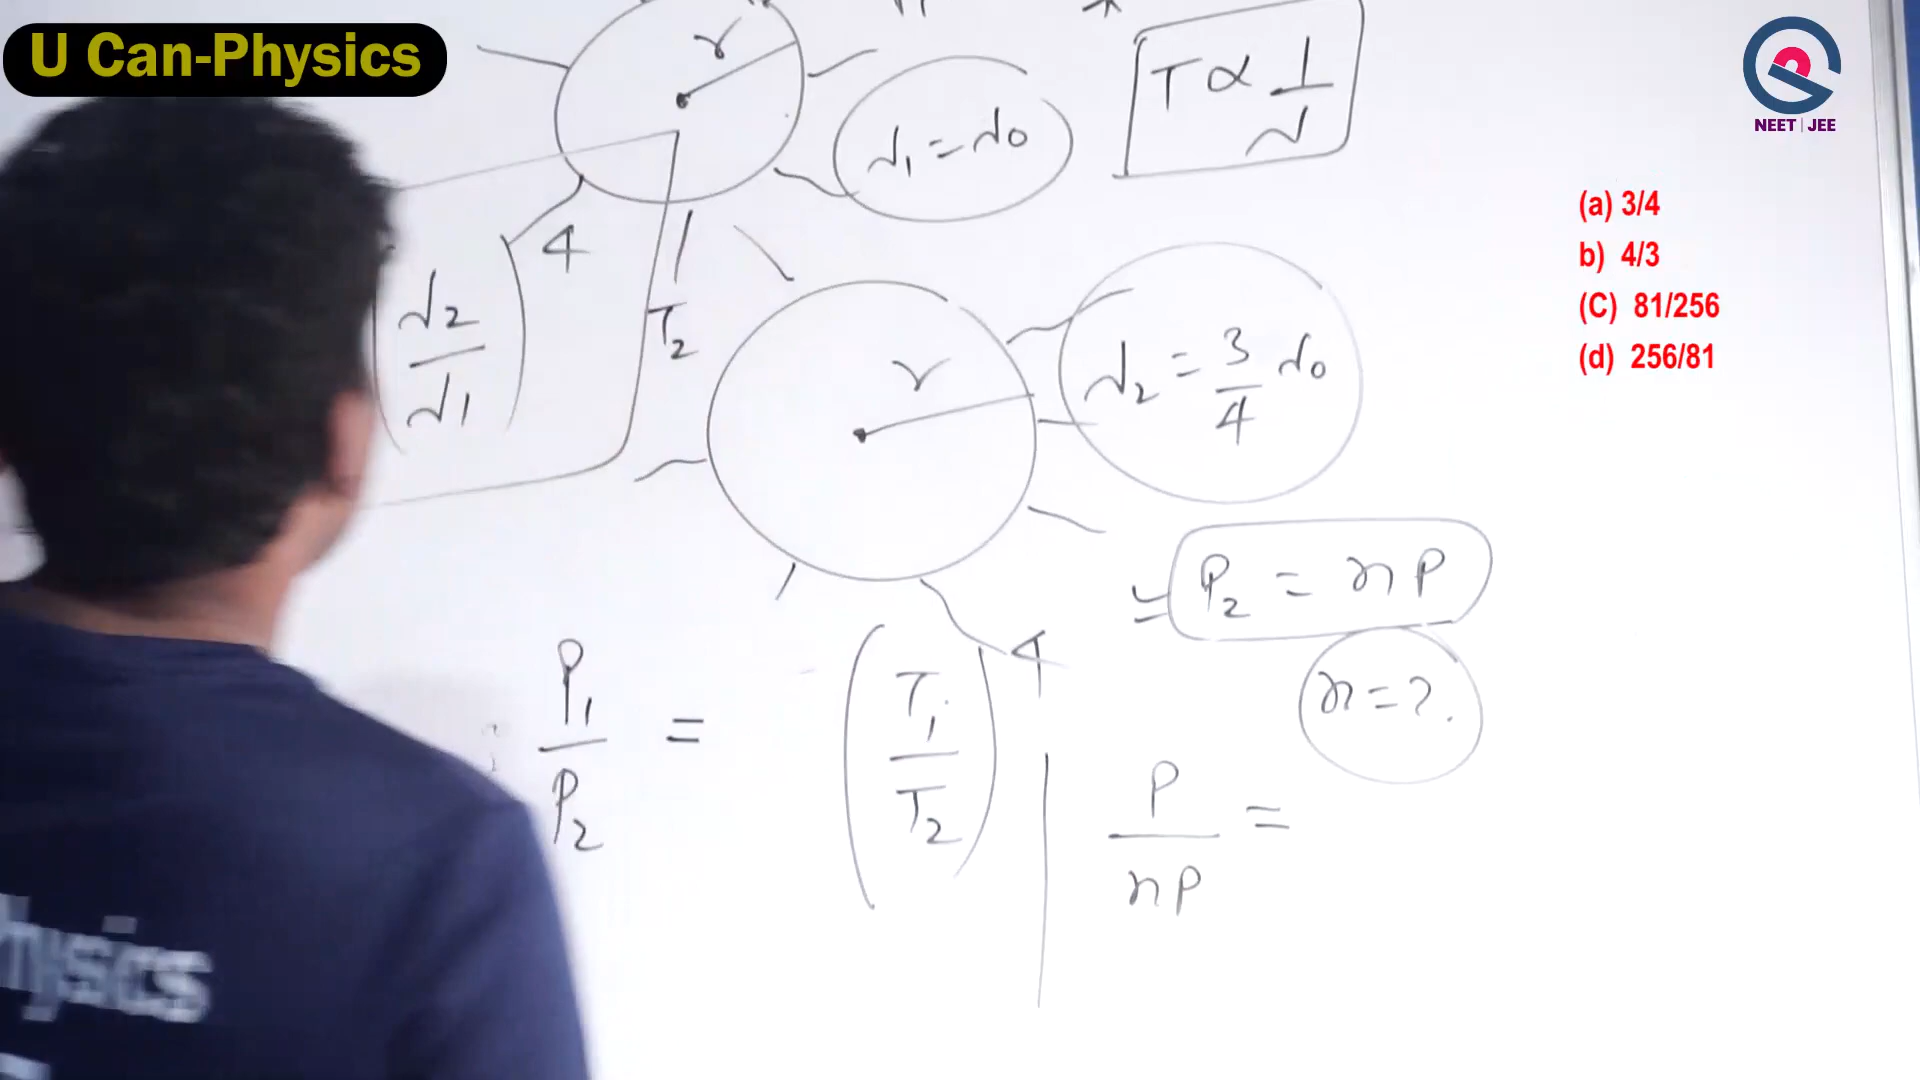 U Can-Physics
NEET | JEE
r
λ₁ = λ₀
T ∝ 1/λ
(a) 3/4
b) 4/3
(C) 81/256
(d) 256/81
(λ₂/λ₁)⁴
T₂
r
λ₂ = 3/4 λ₀
P₂ = nP
n = ?
P₁/P₂ = (T₁/T₂)⁴
P/nP =
hysics